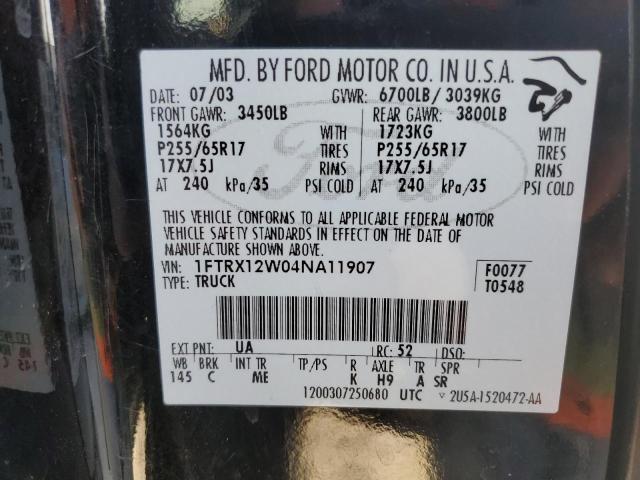 MFD. BY FORD MOTOR CO. IN U.S.A.
DATE: 07/03 GVWR: 6700LB/ 3039KG
FRONT GAWR: 3450LB REAR GAWR: 3800LB
1564KG WITH 1723KG WITH
P255/65R17 TIRES P255/65R17 TIRES
17X7.5J RIMS 17X7.5J RIMS
AT 240 kPa/35 PSI COLD AT 240 kPa/35 PSI COLD
THIS VEHICLE CONFORMS TO ALL APPLICABLE FEDERAL MOTOR
VEHICLE SAFETY STANDARDS IN EFFECT ON THE DATE OF
MANUFACTURE SHOWN ABOVE.
VIN: 1FTRX12W04NA11907 F0077
TYPE: TRUCK T0548
EXT PNT: UA RC: 52 DSO:
WB BRK INT TR TP/PS R AXLE TR SPR
145 C ME K H9 A SR
1200307250680 UTC 2U5A-1520472-AA
Ford
145 C